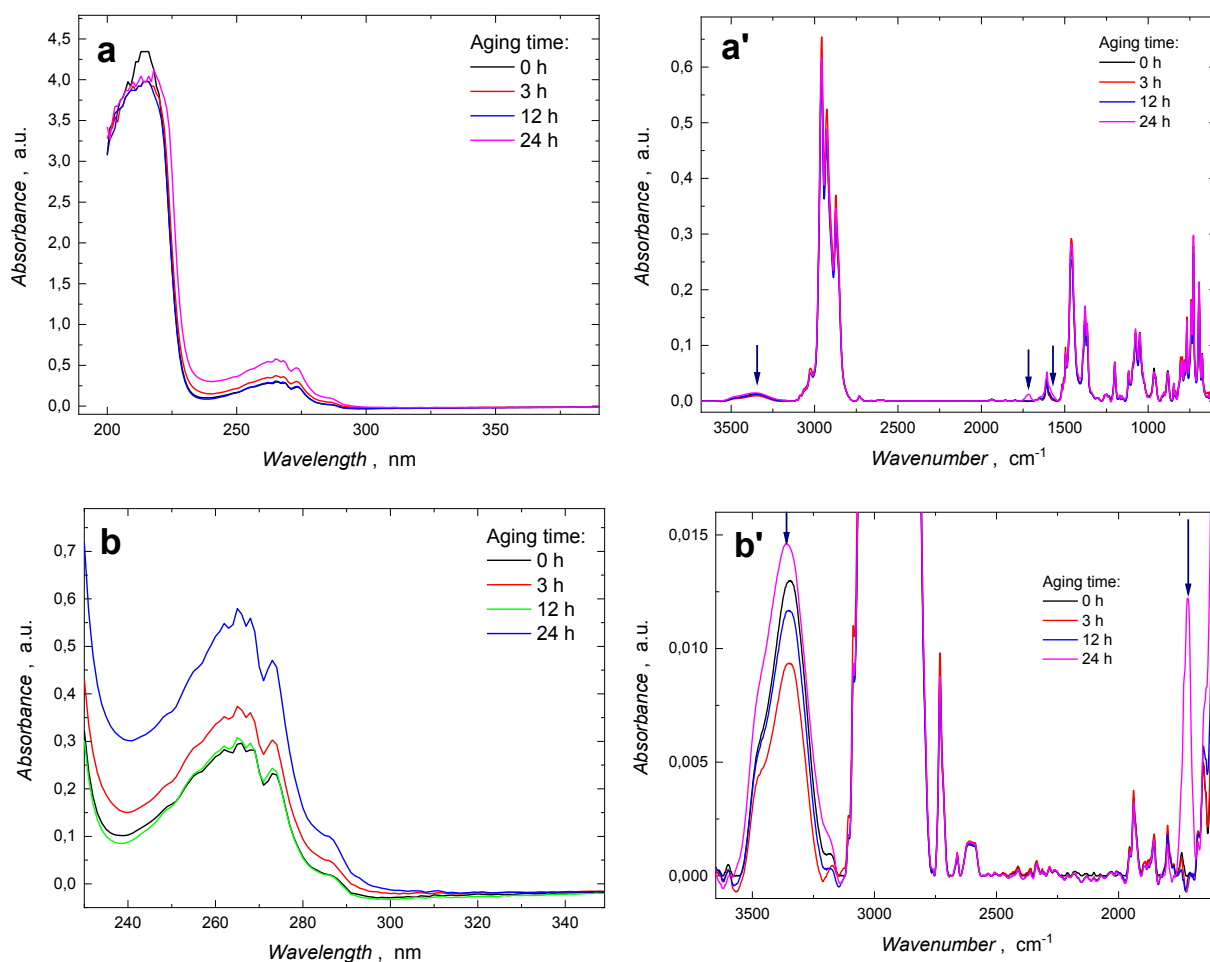 a
Aging time:
0 h
3 h
12 h
24 h
4,5
4,0
3,5
3,0
2,5
2,0
1,5
1,0
0,5
0,0
Absorbance , a.u.
200 250 300 350
Wavelength , nm
a'
Aging time:
0 h
3 h
12 h
24 h
0,6
0,5
0,4
0,3
0,2
0,1
0,0
Absorbance , a.u.
3500 3000 2500 2000 1500 1000
Wavenumber , cm-1
b
Aging time:
0 h
3 h
12 h
24 h
0,7
0,6
0,5
0,4
0,3
0,2
0,1
0,0
Absorbance , a.u.
240 260 280 300 320 340
Wavelength , nm
b'
Aging time:
0 h
3 h
12 h
24 h
0,015
0,010
0,005
0,000
Absorbance , a.u.
3500 3000 2500 2000
Wavenumber , cm-1